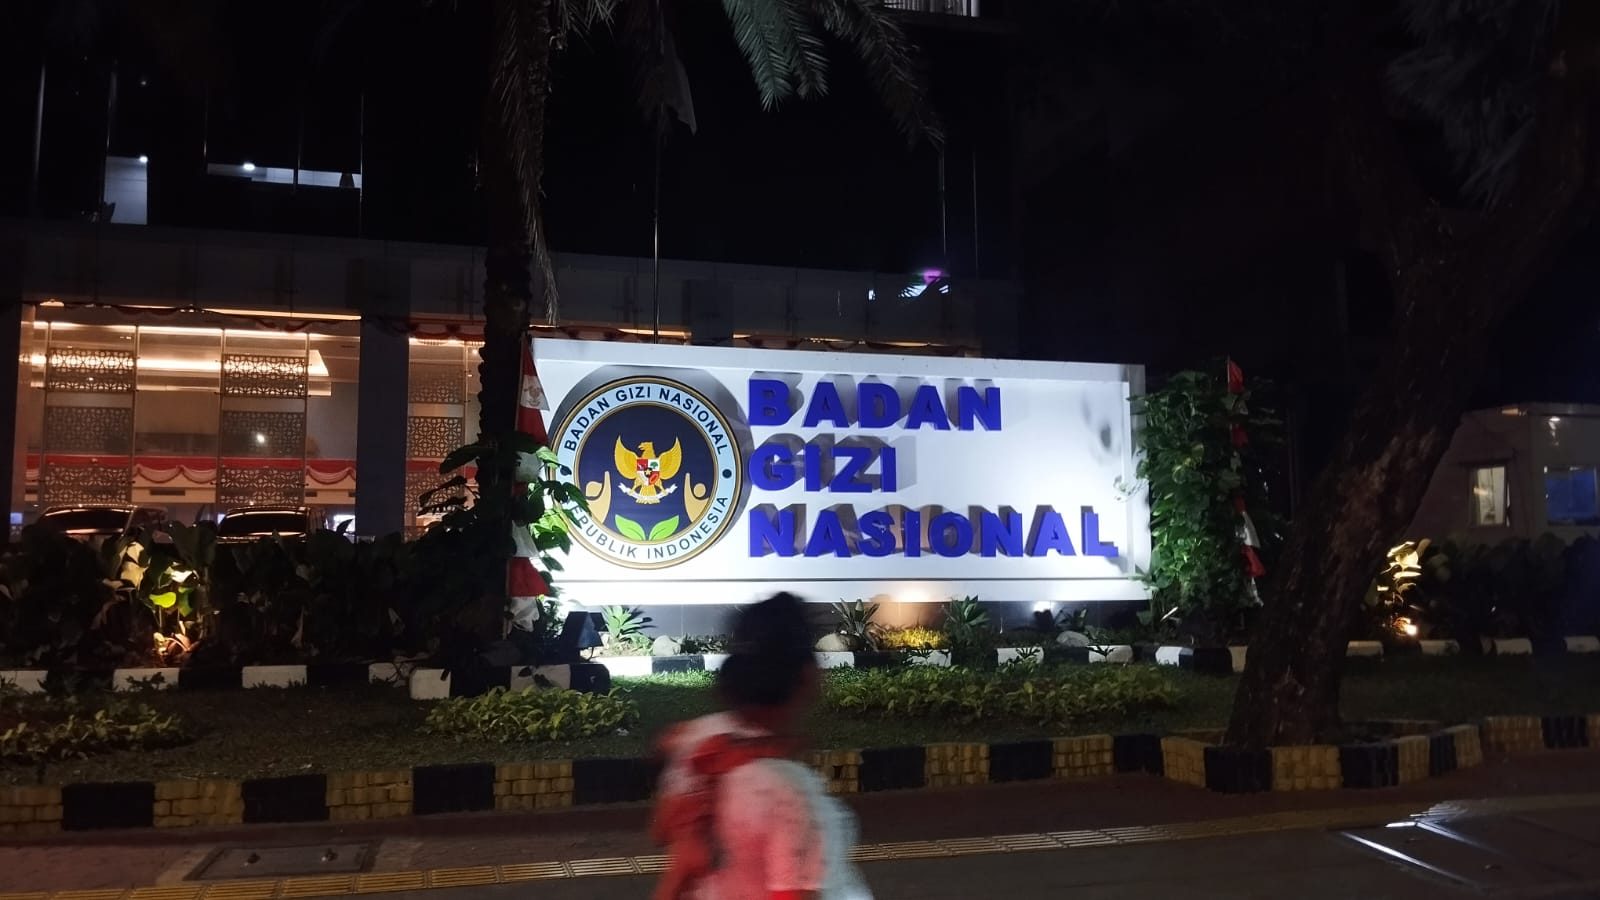 BADAN GIZI NASIONAL
REPUBLIK INDONESIA
BADAN
GIZI
NASIONAL